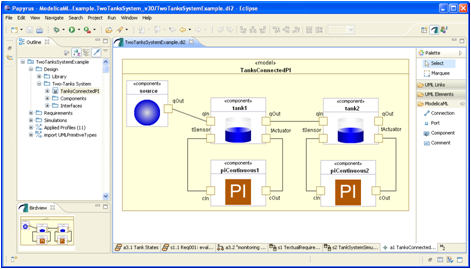 Papyrus - ModelicaM...Example.TwoTanksSystem_v30/TwoTanksSystemExample.di2 - Eclipse
File Edit Navigate Search Project Run Window Help
Outline
TwoTanksSystemExample
Design
Library
Two-Tanks System
TanksConnectedPI
Components
Interfaces
Requirements
Simulations
Applied Profiles (11)
import UMLPrimitiveTypes
Birdview
TwoTanksSystemExample.di2
«model»
TanksConnectedPI
«component»
source
qOut
«component»
tank1
qIn
qOut
tSensor
tActuator
«component»
tank2
qIn
qOut
tSensor
tActuator
«component»
piContinuous1
PI
cIn
cOut
«component»
piContinuous2
PI
cIn
cOut
Palette
Select
Marquee
UML Links
UML Elements
ModelicaML
Connection
Port
Component
Comment
a3.1 Tank States
s1.1 Req001: eval...
a3.2 "monitoring ...
s1 TextualRequire...
s2 TankSystemSimu...
a1 TanksConnected...